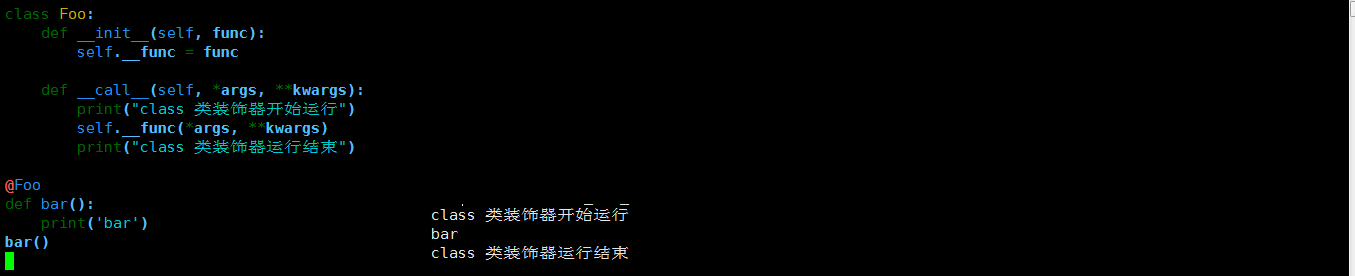 class Foo:
    def __init__(self, func):
        self.__func = func
    def __call__(self, *args, **kwargs):
        print("class 类装饰器开始运行")
        self.__func(*args, **kwargs)
        print("class 类装饰器运行结束")
@Foo
def bar():
    print('bar')
bar()
class 类装饰器开始运行
bar
class 类装饰器运行结束